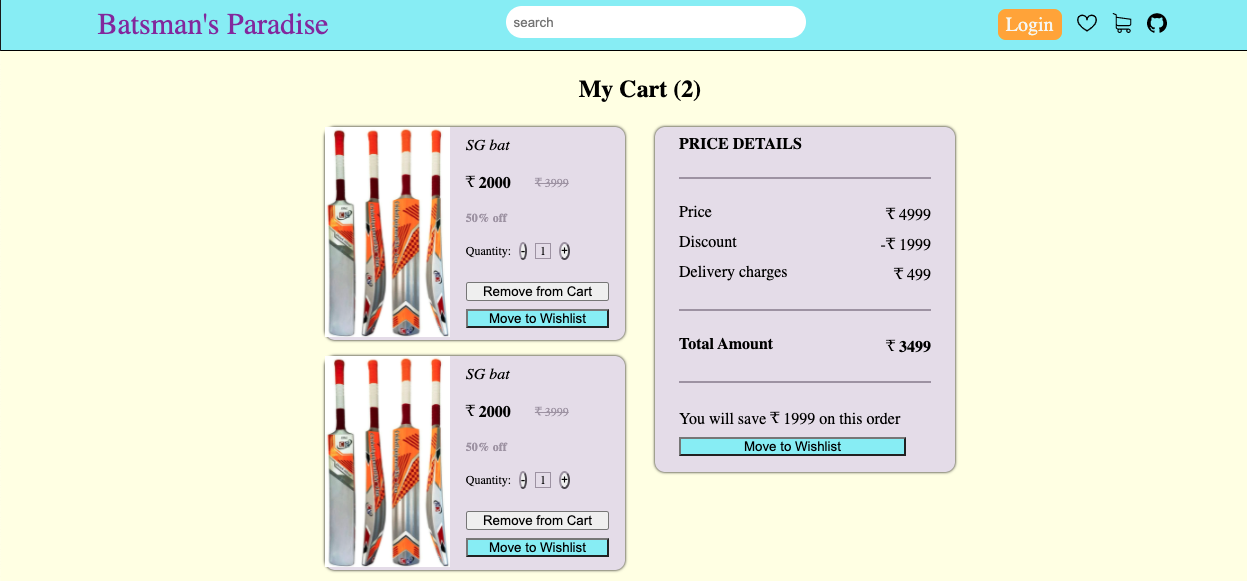 Batsman's Paradise
search
Login
My Cart (2)
SG bat
₹ 2000 ₹ 3999
50% off
Quantity: - 1 +
Remove from Cart
Move to Wishlist
SG bat
₹ 2000 ₹ 3999
50% off
Quantity: - 1 +
Remove from Cart
Move to Wishlist
PRICE DETAILS
Price ₹ 4999
Discount -₹ 1999
Delivery charges ₹ 499
Total Amount ₹ 3499
You will save ₹ 1999 on this order
Move to Wishlist